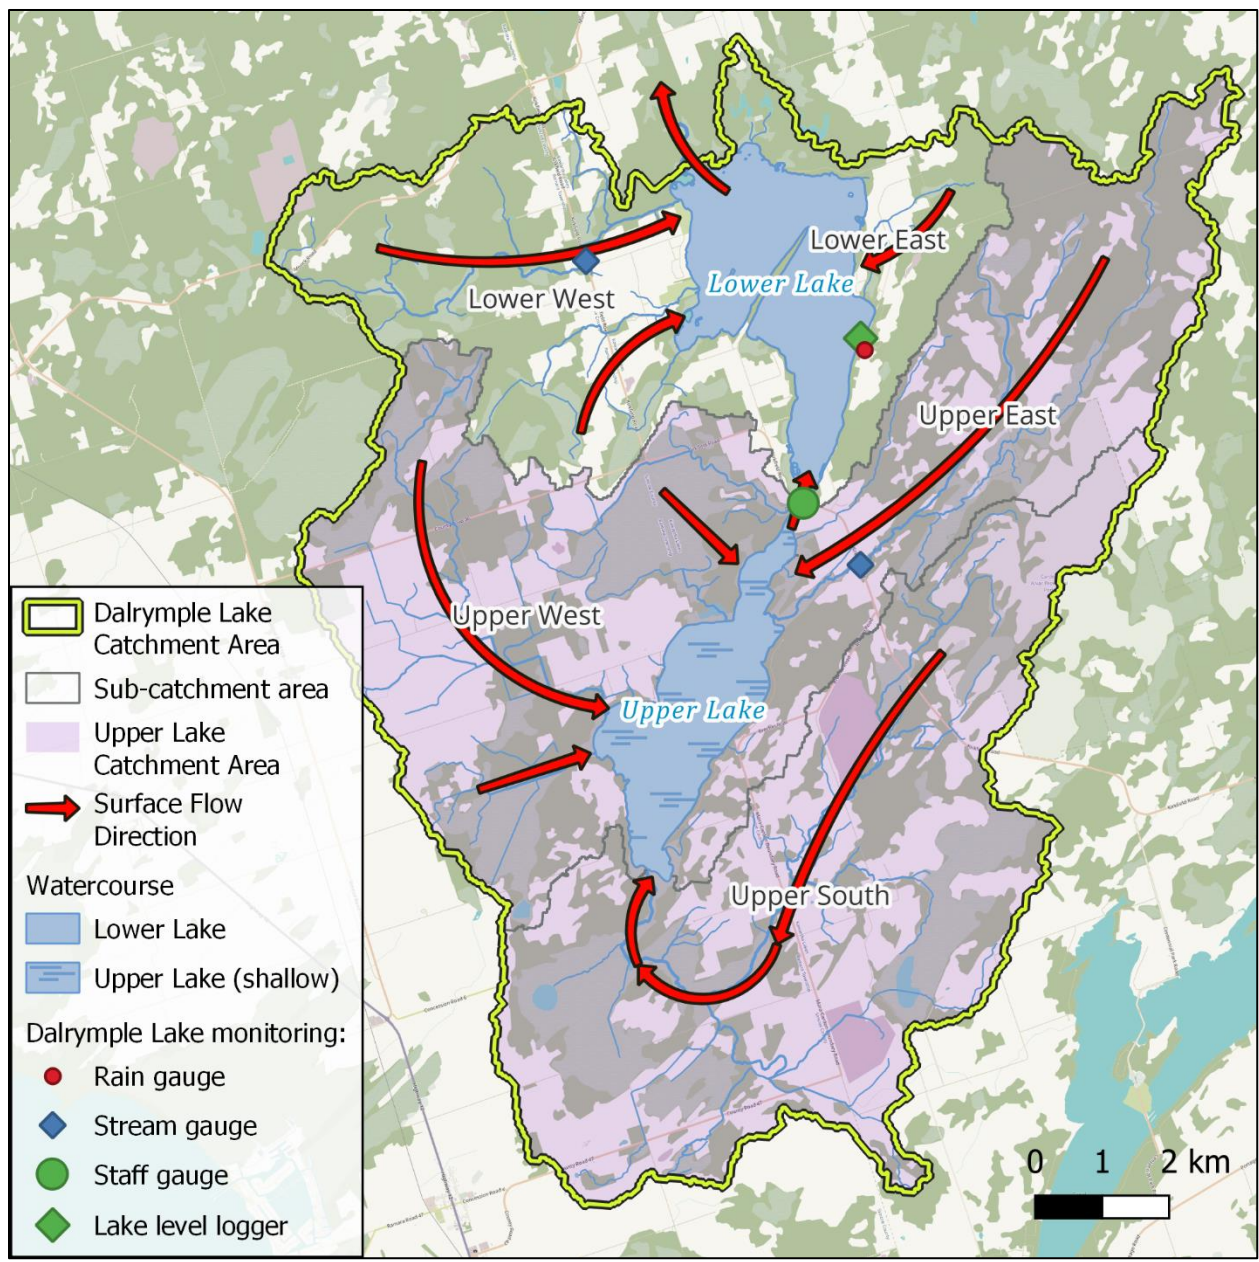 Lower East
Lower Lake
Lower West
Upper East
Upper West
Upper Lake
Upper South
Dalrymple Lake
Catchment Area
Sub-catchment area
Upper Lake
Catchment Area
Surface Flow
Direction
Watercourse
Lower Lake
Upper Lake (shallow)
Dalrymple Lake monitoring:
Rain gauge
Stream gauge
Staff gauge
Lake level logger
0 1 2 km